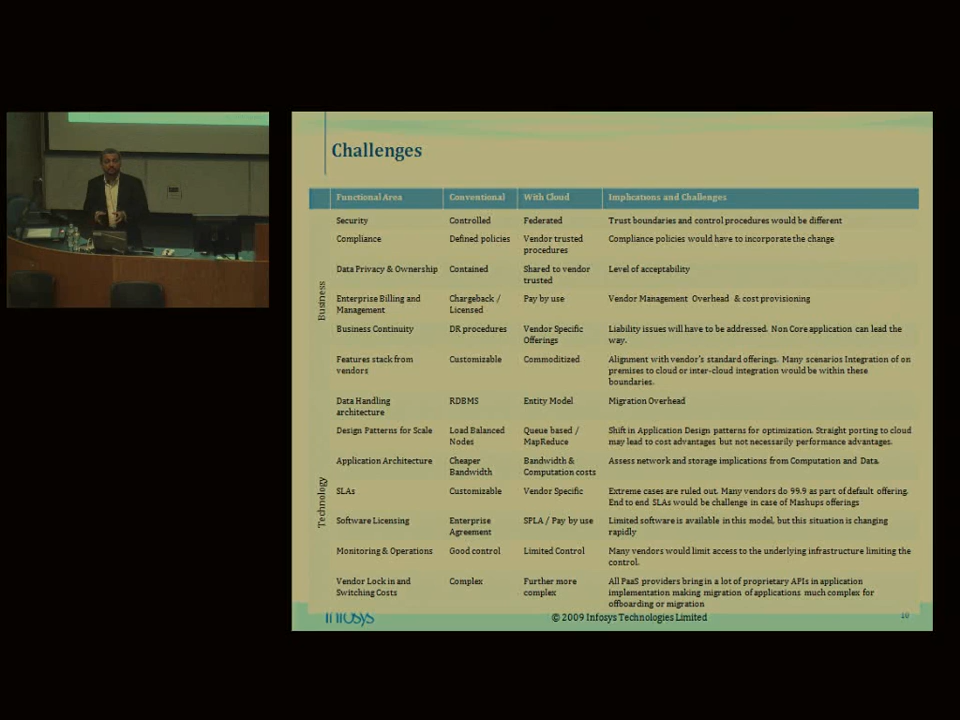 Challenges
Functional Area Conventional With Cloud Implications and Challenges
Business
Security Controlled Federated Trust boundaries and control procedures would be different
Compliance Defined policies Vendor trusted Compliance policies would have to incorporate the change
procedures
Data Privacy & Ownership Contained Shared to vendor Level of acceptability
trusted
Enterprise Billing and Chargeback / Pay by use Vendor Management Overhead & cost provisioning
Management Licensed
Business Continuity DR procedures Vendor Specific Liability issues will have to be addressed. Non Core application can lead the
Offerings way.
Features stack from Customizable Commoditized Alignment with vendor's standard offerings. Many scenarios Integration of on
vendors premises to cloud or inter-cloud integration would be within these
boundaries.
Technology
Data Handling RDBMS Entity Model Migration Overhead
architecture
Design Patterns for Scale Load Balanced Queue based / Shift in Application Design patterns for optimization. Straight porting to cloud
Nodes MapReduce may lead to cost advantages but not necessarily performance advantages.
Application Architecture Cheaper Bandwidth & Assess network and storage implications from Computation and Data.
Bandwidth Computation costs
SLAs Customizable Vendor Specific Extreme cases are ruled out. Many vendors do 99.9 as part of default offering.
End to end SLAs would be challenge in case of Mashups offerings
Software Licensing Enterprise SPLA / Pay by use Limited software is available in this model, but this situation is changing
Agreement rapidly
Monitoring & Operations Good control Limited Control Many vendors would limit access to the underlying infrastructure limiting the
control.
Vendor Lock in and Complex Further more All PaaS providers bring in a lot of proprietary APIs in application
Switching Costs complex implementation making migration of applications much complex for
offboarding or migration
Infosys © 2009 Infosys Technologies Limited 10